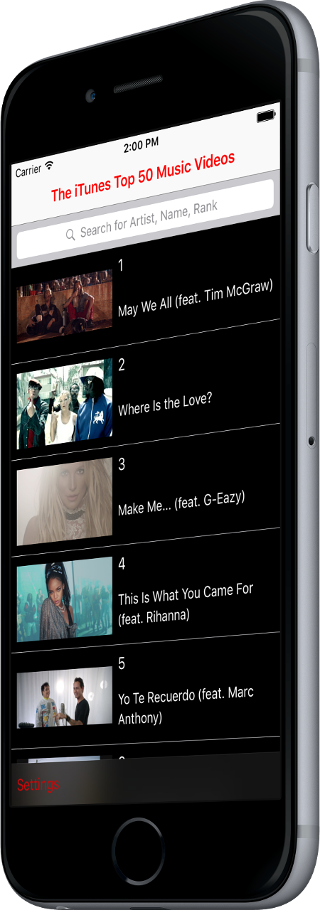 Carrier 2:00 PM
The iTunes Top 50 Music Videos
Search for Artist, Name, Rank
1
May We All (feat. Tim McGraw)
2
Where Is the Love?
3
Make Me... (feat. G-Eazy)
4
This Is What You Came For
(feat. Rihanna)
5
Yo Te Recuerdo (feat. Marc
Anthony)
Settings